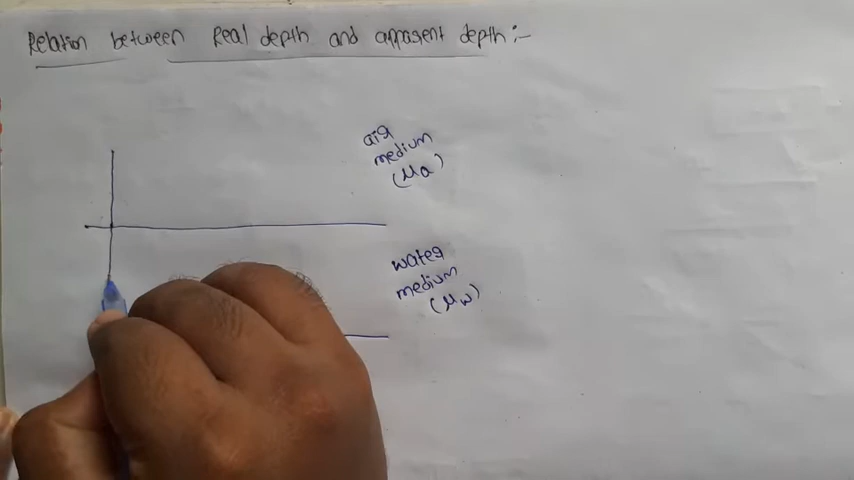 Relation between Real depth and apparent depth :-
air
medium
(μa)
water
medium
(μw)